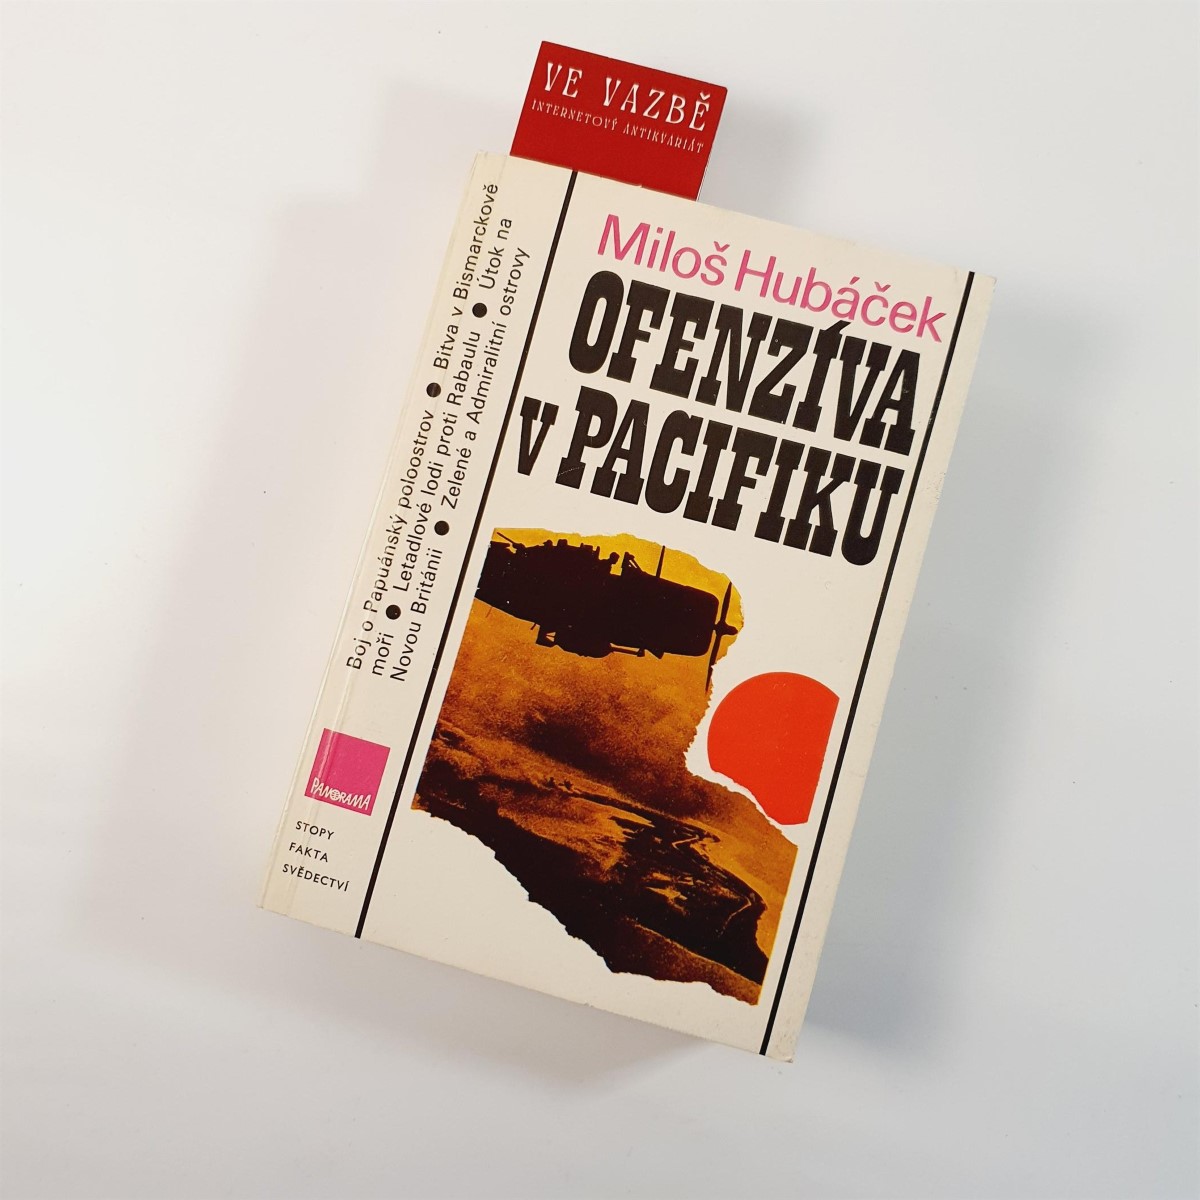 VE VAZBĚ
INTERNETOVÝ ANTIKVARIÁT
Miloš Hubáček
OFENZÍVA
V PACIFIKU
Boj o Papuánský poloostrov ● Bitva v Bismarckově
moři ● Letadlové lodi proti Rabaulu ● Útok na
Novou Británii ● Zelené a Admiralitní ostrovy
PANORAMA
STOPY
FAKTA
SVĚDECTVÍ